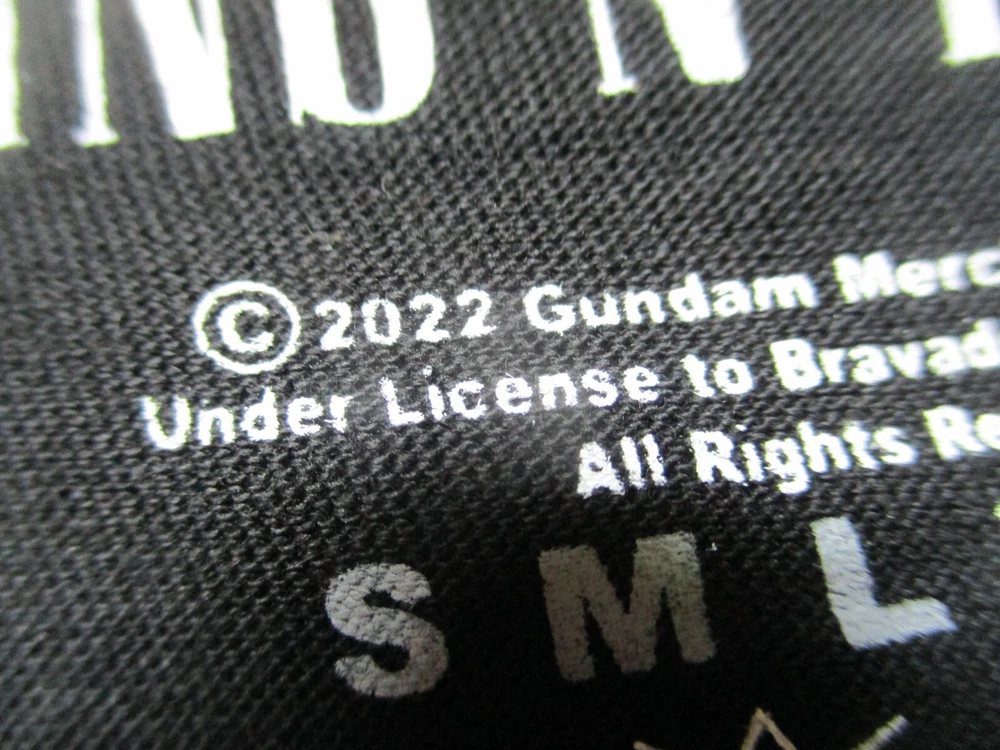 © 2022 Gundam Merc
Under License to Bravad
All Rights Re
S M L